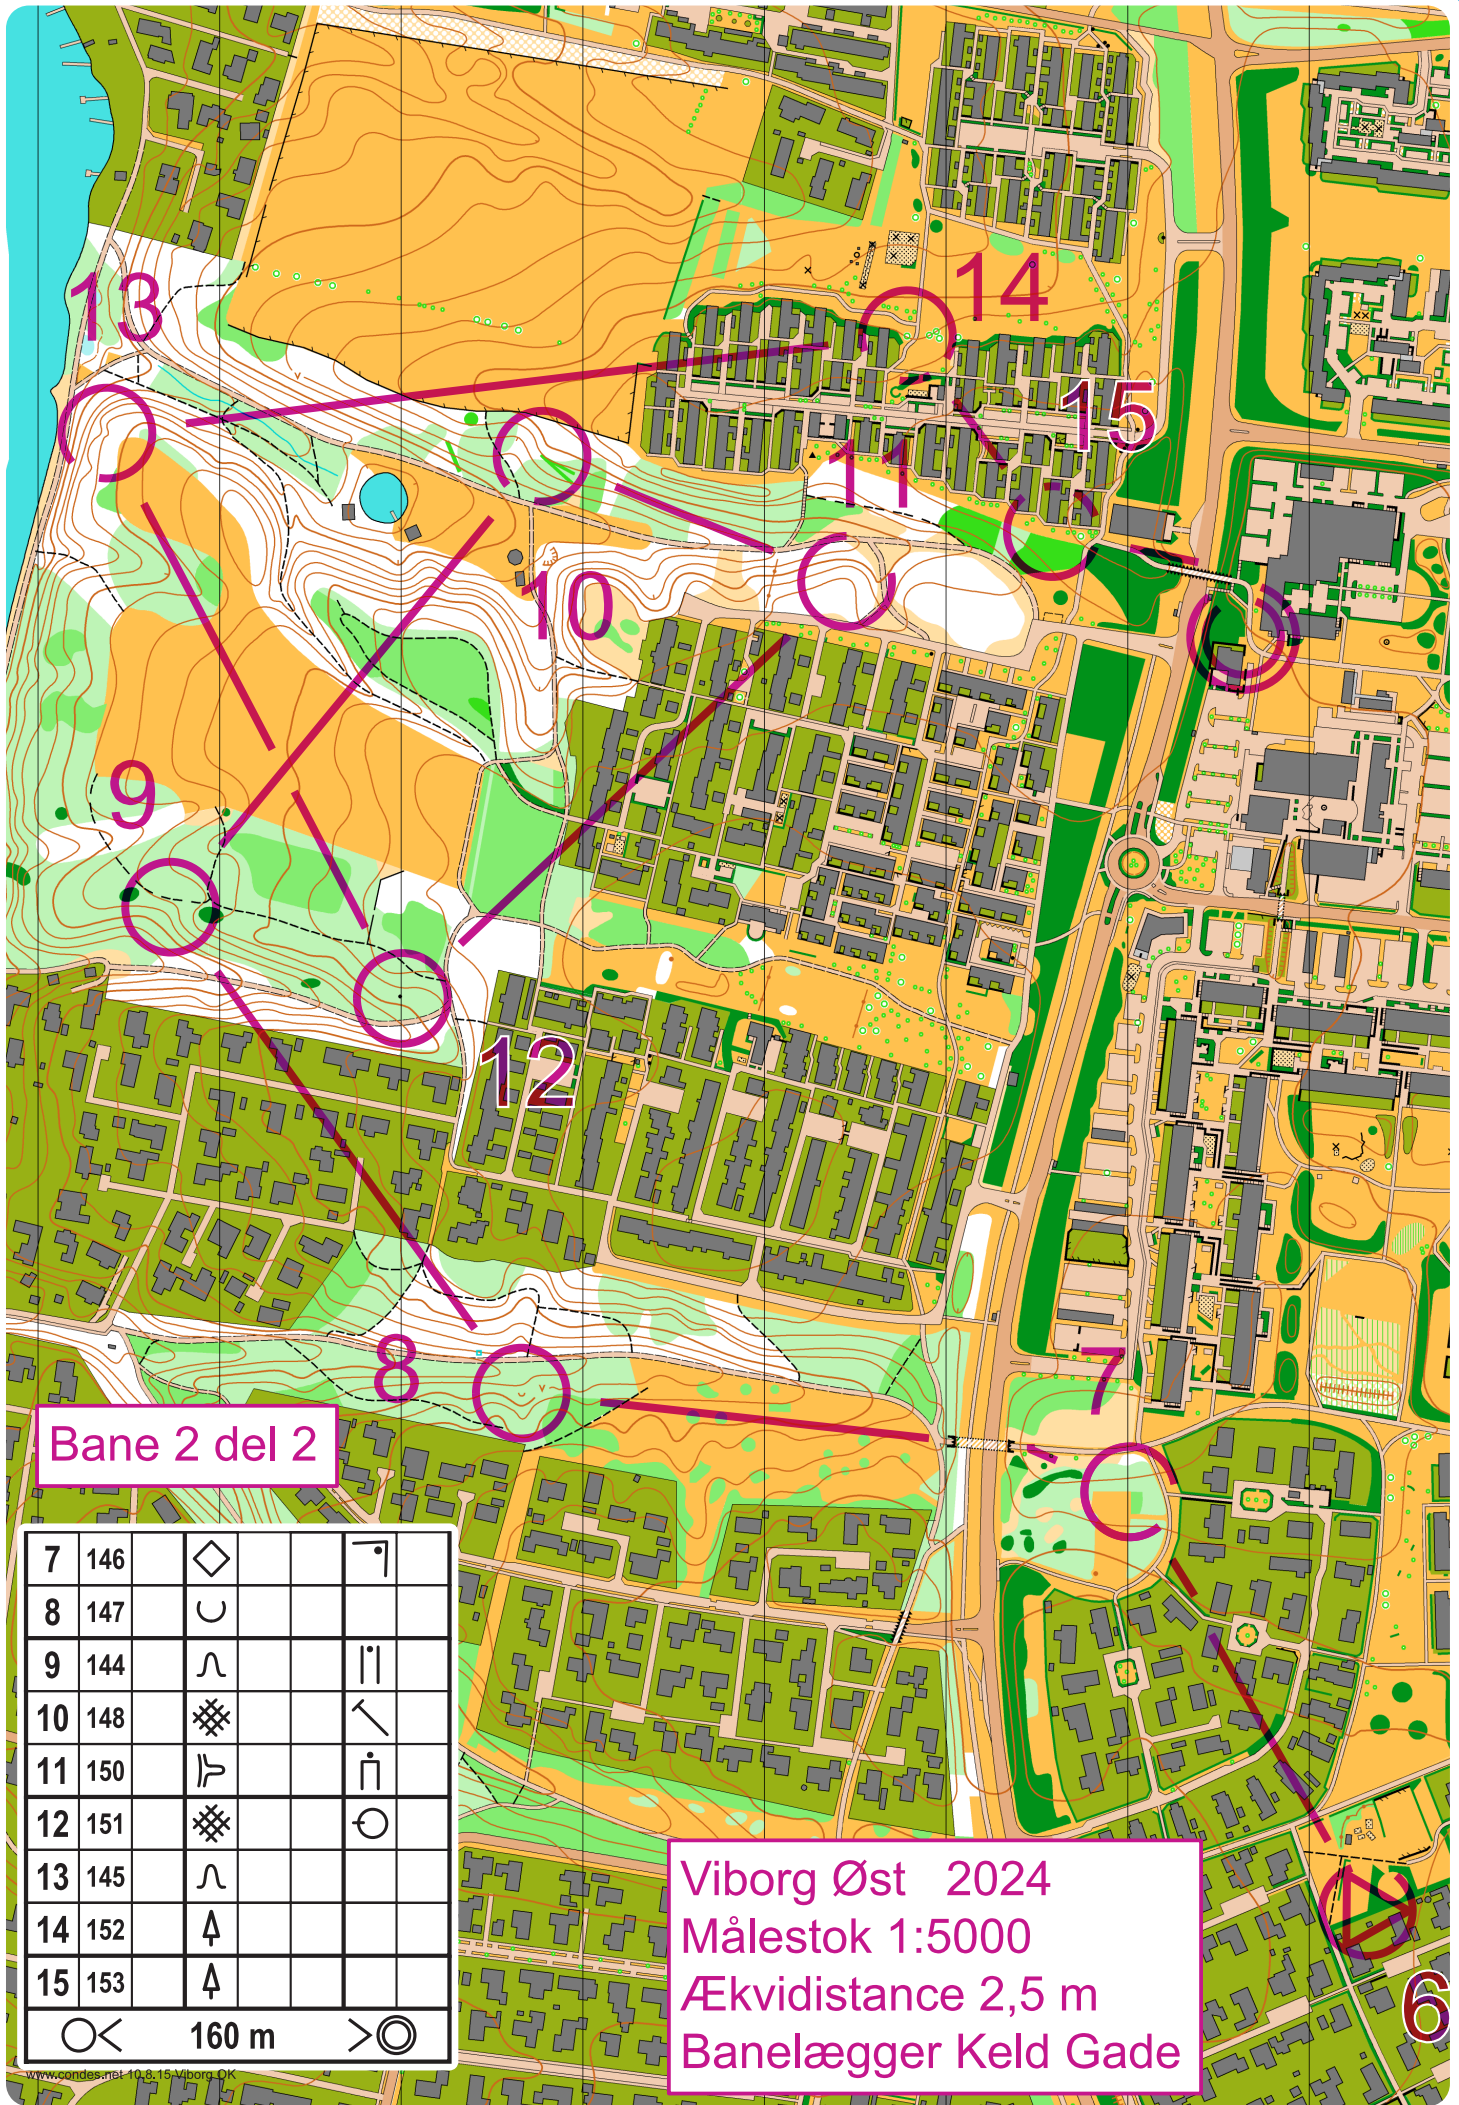 13
14
15
11
10
9
12
8
7
Bane 2 del 2
7 146
8 147
9 144
10 148
11 150
12 151
13 145
14 152
15 153
160 m
6
Viborg Øst 2024
Målestok 1:5000
Ækvidistance 2,5 m
Banelægger Keld Gade
www.condes.net 10.8.15 Viborg OK